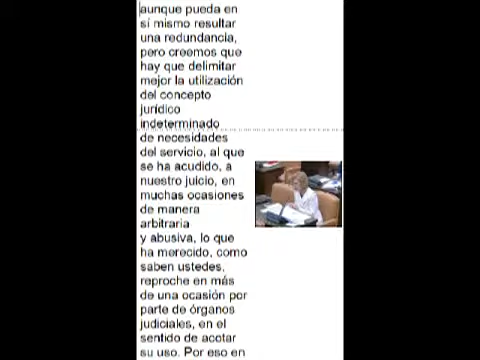 aunque pueda en
sí mismo resultar
una redundancia,
pero creemos que
hay que delimitar
mejor la utilización
del concepto
jurídico
indeterminado
de necesidades
del servicio, al que
se ha acudido, a
nuestro juicio, en
muchas ocasiones
de manera
arbitraria
y abusiva, lo que
ha merecido, como
saben ustedes,
reproche en más
de una ocasión por
parte de órganos
judiciales, en el
sentido de acotar
su uso. Por eso en